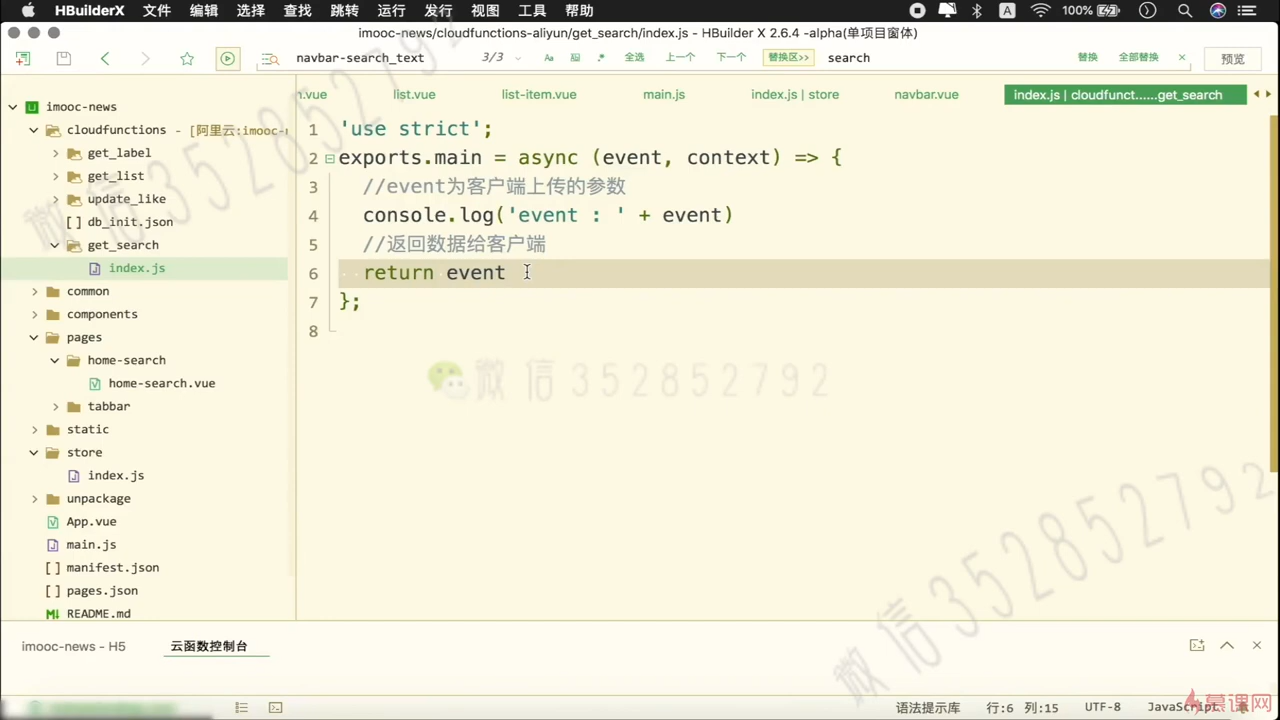 HBuilderX 文件 编辑 选择 查找 跳转 运行 发行 视图 工具 帮助 A 100%
imooc-news/cloudfunctions-aliyun/get_search/index.js - HBuilder X 2.6.4 -alpha(单项目窗体)
navbar-search_text 3/3 Aa .* 全选 上一个 下一个 替换区>> search 替换 全部替换 × 预览
n.vue list.vue list-item.vue main.js index.js | store navbar.vue index.js | cloudfunct......get_search
imooc-news
cloudfunctions - [阿里云:imooc-n
get_label
get_list
update_like
[ ] db_init.json
get_search
index.js
common
components
pages
home-search
home-search.vue
tabbar
static
store
index.js
unpackage
App.vue
main.js
[ ] manifest.json
[ ] pages.json
README.md
1 'use strict';
2 exports.main = async (event, context) => {
3 //event为客户端上传的参数
4 console.log('event : ' + event)
5 //返回数据给客户端
6 return event
7 };
8
微信 352852792
微信 352852792
微信 352852792
imooc-news - H5 云函数控制台
语法提示库 行:6 列:15 UTF-8 JavaScript
慕课网